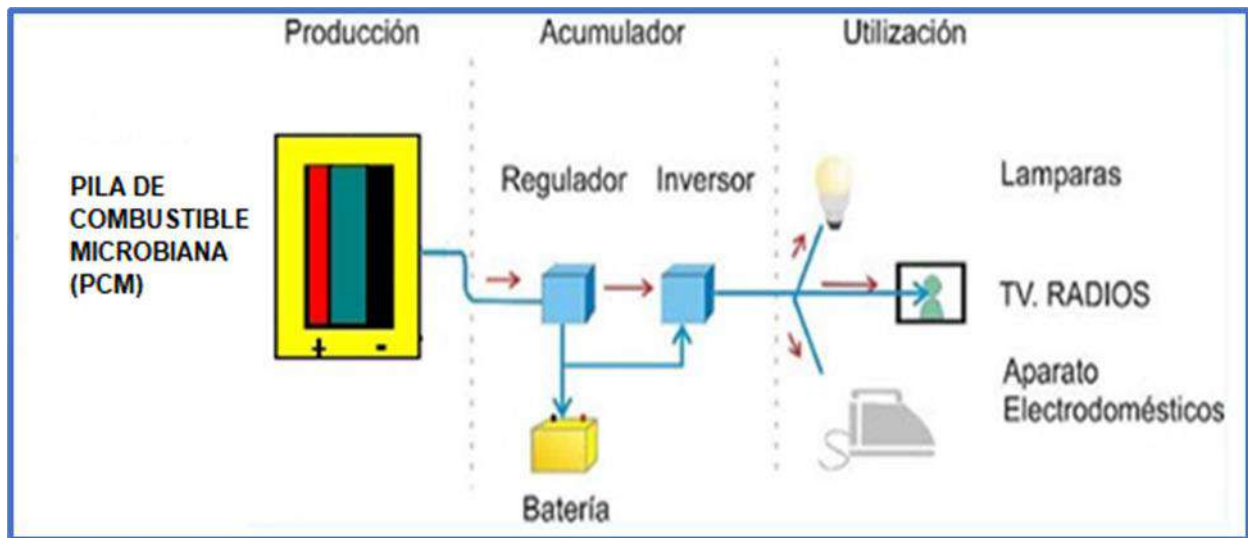 Producción
Acumulador
Utilización
PILA DE
COMBUSTIBLE
MICROBIANA
(PCM)
+ -
Regulador
Inversor
Batería
Lamparas
TV. RADIOS
Aparato
Electrodomésticos